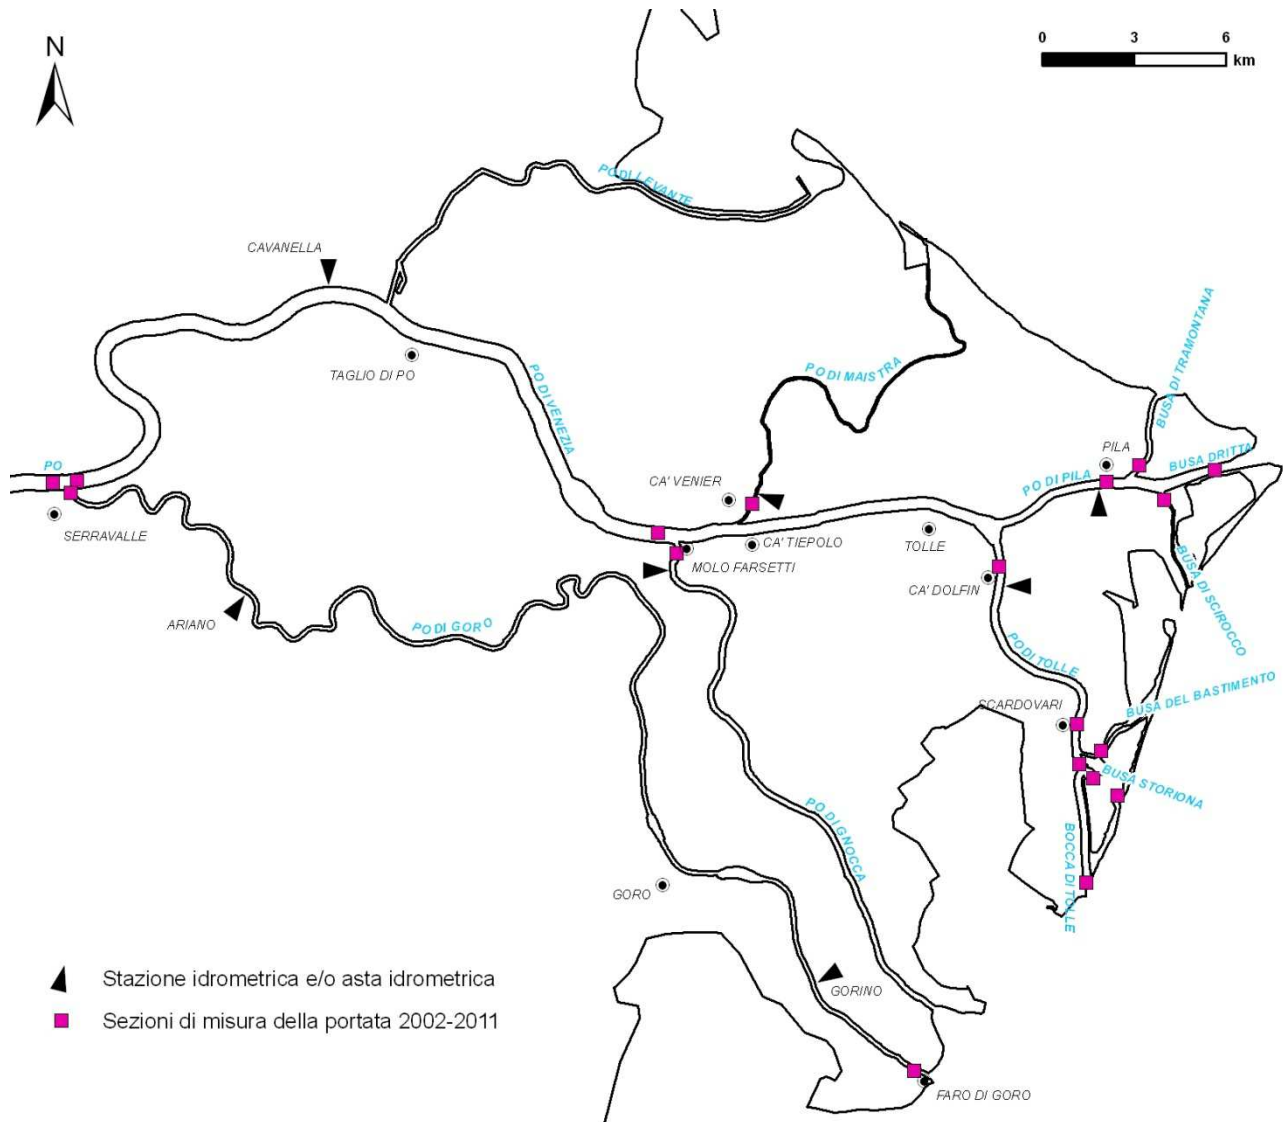 N
0 3 6
km
PO DI LEVANTE
CAVANELLA
BUSA DI TRAMONTANA
TAGLIO DI PO
PO DI VENEZIA
PO DI MAISTRA
PILA
BUSA DRITTA
PO
PO DI PILA
CA' VENIER
SERRAVALLE
CA' TIEPOLO
TOLLE
MOLO FARSETTI
CA' DOLFIN
BUSA DI SCIROCCO
ARIANO
PO DI GORO
PO DI TOLLE
SCARDOVARI
BUSA DEL BASTIMENTO
BUSA STORIONA
PO DI GNOCCA
BOCCA DI TOLLE
GORO
GORINO
Stazione idrometrica e/o asta idrometrica
Sezioni di misura della portata 2002-2011
FARO DI GORO